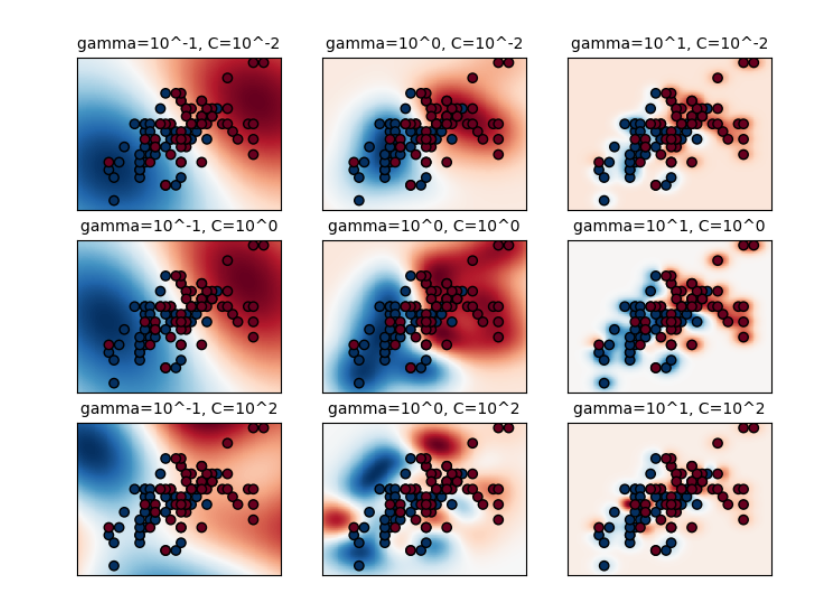 gamma=10^-1, C=10^-2
gamma=10^0, C=10^-2
gamma=10^1, C=10^-2
gamma=10^-1, C=10^0
gamma=10^0, C=10^0
gamma=10^1, C=10^0
gamma=10^-1, C=10^2
gamma=10^0, C=10^2
gamma=10^1, C=10^2